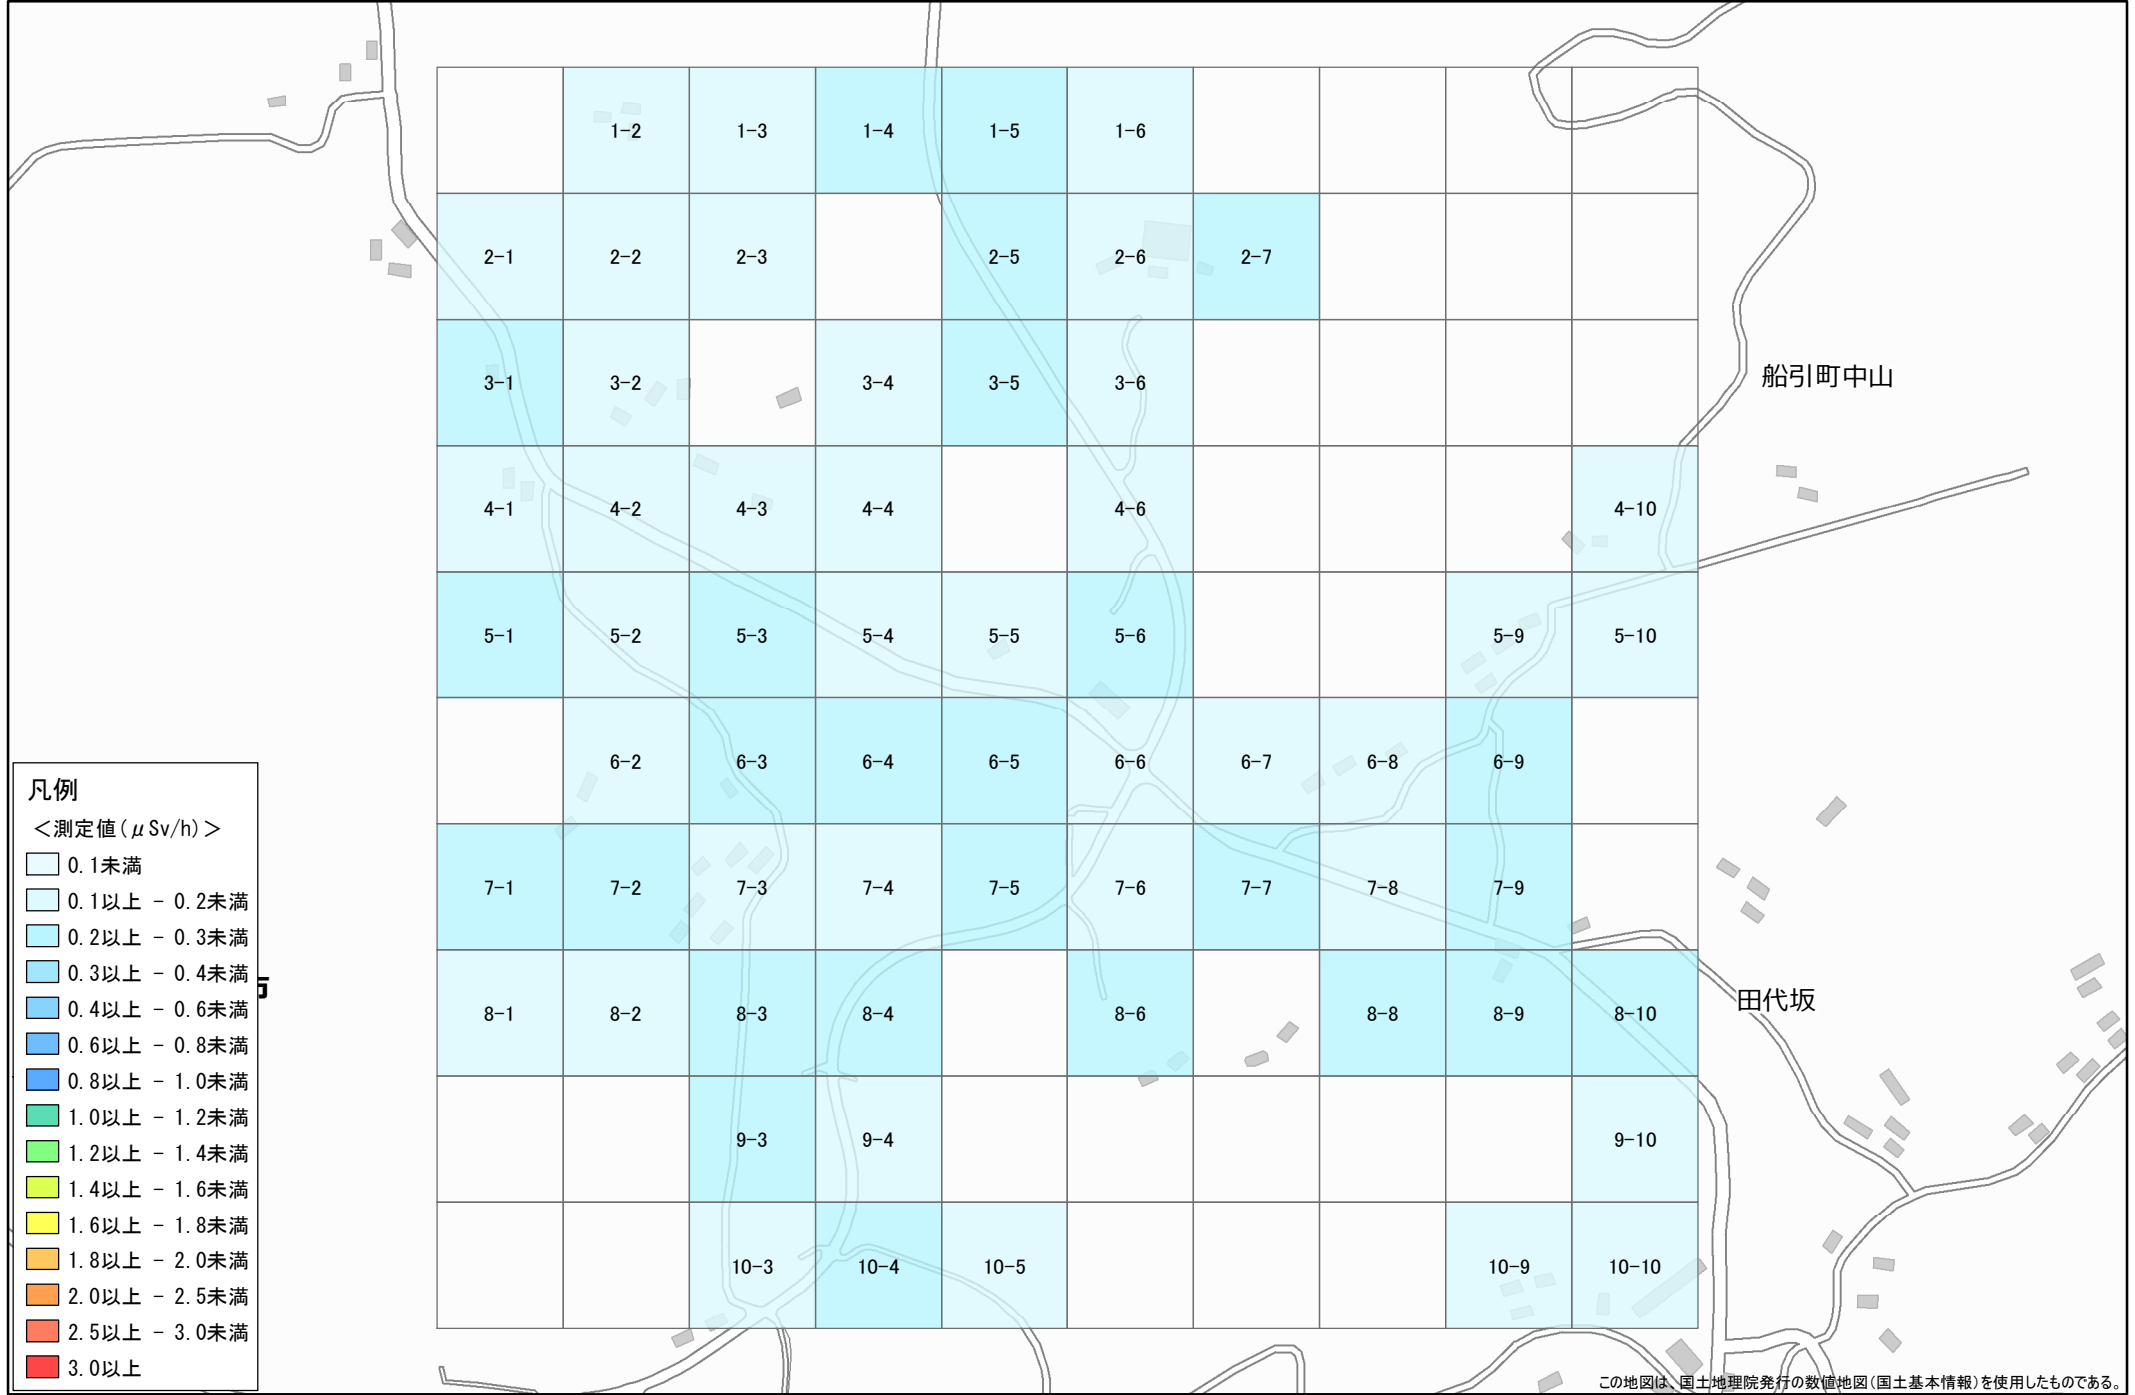 1-2 1-3 1-4 1-5 1-6
2-1 2-2 2-3 2-5 2-6 2-7
3-1 3-2 3-4 3-5 3-6
船引町中山
4-1 4-2 4-3 4-4 4-6 4-10
5-1 5-2 5-3 5-4 5-5 5-6 5-9 5-10
6-2 6-3 6-4 6-5 6-6 6-7 6-8 6-9
7-1 7-2 7-3 7-4 7-5 7-6 7-7 7-8 7-9
8-1 8-2 8-3 8-4 8-6 8-8 8-9 8-10
田代坂
9-3 9-4 9-10
10-3 10-4 10-5 10-9 10-10
凡例
＜測定値(μSv/h)＞
0.1未満
0.1以上 - 0.2未満
0.2以上 - 0.3未満
0.3以上 - 0.4未満
0.4以上 - 0.6未満
0.6以上 - 0.8未満
0.8以上 - 1.0未満
1.0以上 - 1.2未満
1.2以上 - 1.4未満
1.4以上 - 1.6未満
1.6以上 - 1.8未満
1.8以上 - 2.0未満
2.0以上 - 2.5未満
2.5以上 - 3.0未満
3.0以上
この地図は、国土地理院発行の数値地図(国土基本情報)を使用したものである。